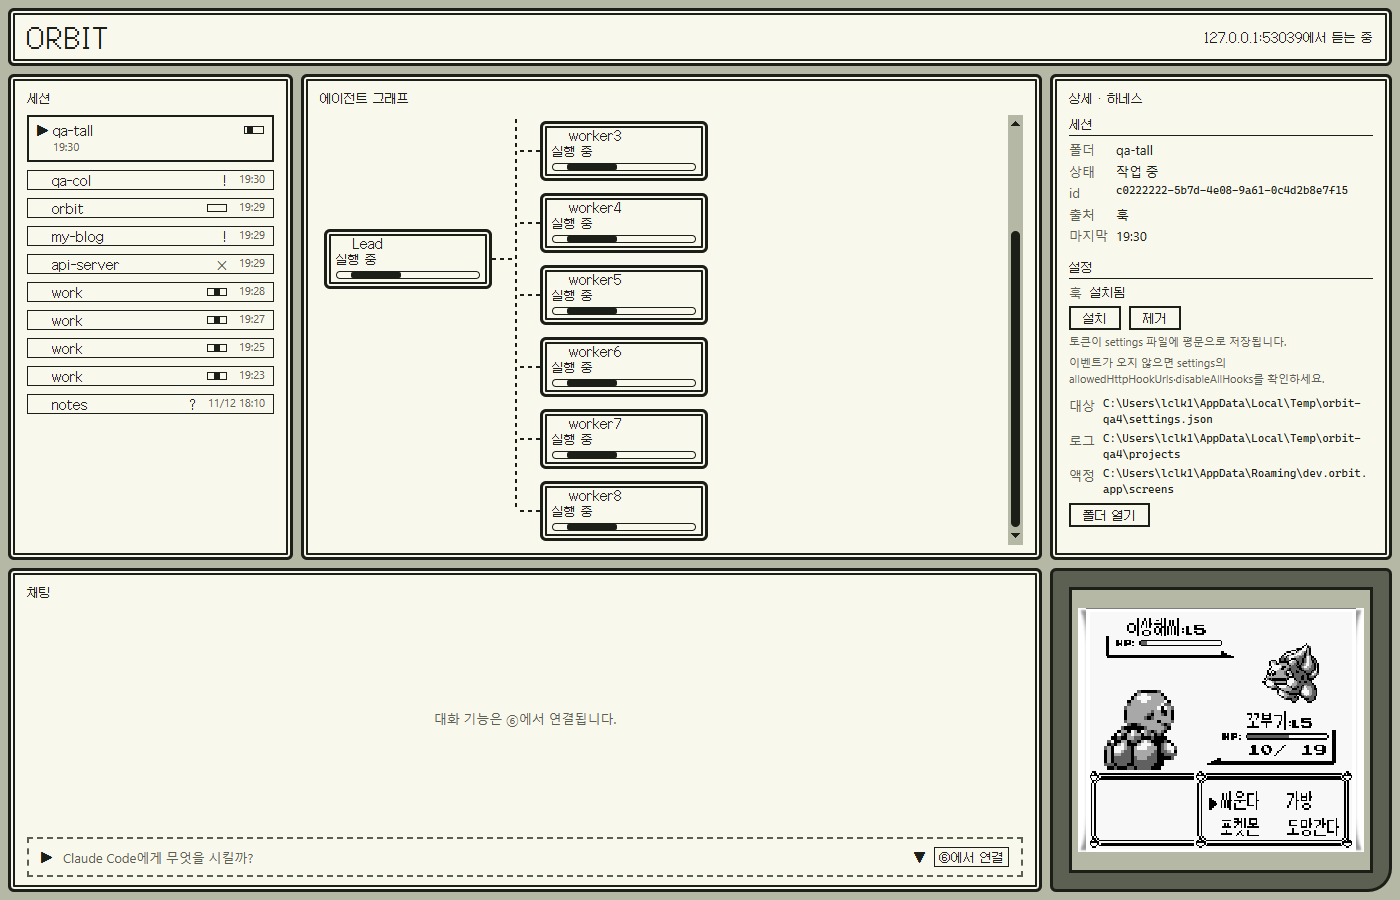 ORBIT
127.0.0.1:53039에서 듣는 중
세션
▶ qa-tall
19:30
qa-col ! 19:30
orbit 19:29
my-blog ! 19:29
api-server × 19:29
work 19:28
work 19:27
work 19:25
work 19:23
notes ? 11/12 18:10
에이전트 그래프
Lead
실행 중
worker3
실행 중
worker4
실행 중
worker5
실행 중
worker6
실행 중
worker7
실행 중
worker8
실행 중
상세 · 하네스
세션
폴더 qa-tall
상태 작업 중
id c0222222-5b7d-4e08-9a61-0c4d2b8e7f15
출처 훅
마지막 19:30
설정
훅 설치됨
설치 제거
토큰이 settings 파일에 평문으로 저장됩니다.
이벤트가 오지 않으면 settings의
allowedHttpHookUrls·disableAllHooks를 확인하세요.
대상 C:\Users\lclk1\AppData\Local\Temp\orbit-
qa4\settings.json
로그 C:\Users\lclk1\AppData\Local\Temp\orbit-
qa4\projects
액정 C:\Users\lclk1\AppData\Roaming\dev.orbit.
app\screens
폴더 열기
채팅
대화 기능은 ⑥에서 연결됩니다.
▶ Claude Code에게 무엇을 시킬까?
▼ ⑥에서 연결
이상해씨:L5
HP:
꼬부기:L5
HP:
10/ 19
▶싸운다 가방
포켓몬 도망간다